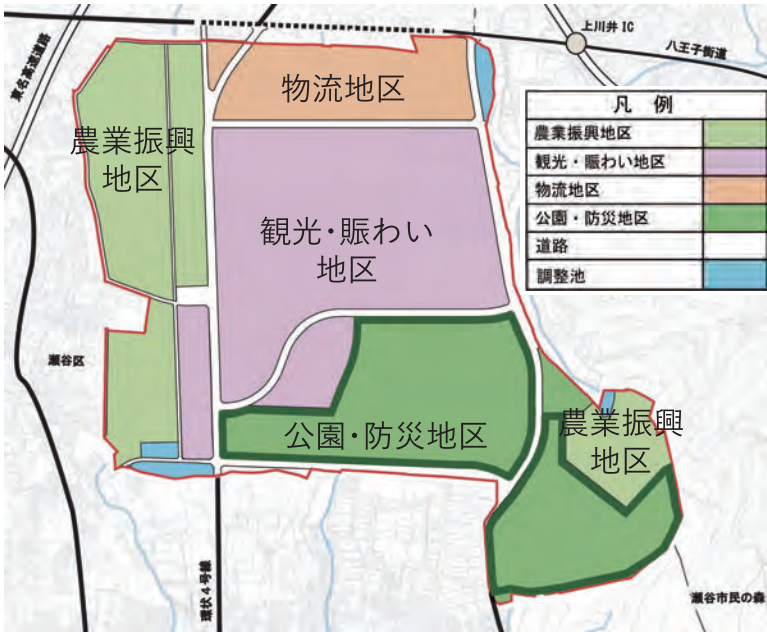 上川井IC
八王子街道
東名高速道路
物流地区
凡 例
農業振興地区
観光・賑わい地区
物流地区
公園・防災地区
道路
調整池
農業振興
地区
観光・賑わい
地区
瀬谷区
公園・防災地区
農業振興
地区
環状4号線
瀬谷市民の森